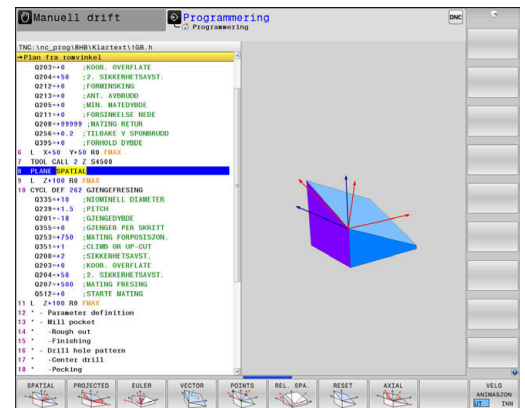 Manuell drift
Programmering
Programmering
DNC
TNC:\nc_prog\BHB\Klartext\1GB.h
→Plan fra romvinkel
Q203=+0 ;KOOR. OVERFLATE
Q204=+50 ;2. SIKKERHETSAVST.
Q212=+0 ;FORMINSKING
Q213=+0 ;ANT. AVBRUDD
Q205=+0 ;MIN. MATEDYBDE
Q211=+0 ;FORSINKELSE NEDE
Q208=+99999 ;MATING RETUR
Q256=+0.2 ;TILBAKE V SPONBRUDD
Q395=+0 ;FORHOLD DYBDE
6 L X+50 Y+50 R0 FMAX
7 TOOL CALL 2 Z S4500
8 PLANE SPATIAL
9 L Z+100 R0 FMAX
10 CYCL DEF 262 GJENGEFRESING
Q335=+10 ;NIOMINELL DIAMETER
Q239=+1.5 ;PITCH
Q201=-18 ;GJENGEDYBDE
Q355=+0 ;GJENGER PER SKRITT
Q253=+750 ;MATING FORPOSISJON.
Q351=+1 ;CLIMB OR UP-CUT
Q200=+2 ;SIKKERHETSAVST.
Q203=+0 ;KOOR. OVERFLATE
Q204=+50 ;2. SIKKERHETSAVST.
Q207=+500 ;MATING FRESING
Q512=+0 ;STARTE MATING
11 L Z+100 R0 FMAX
12 * - Parameter definition
13 * - Mill pocket
14 * -Rough out
15 * -Finishing
16 * - Drill hole pattern
17 * -Center drill
18 * -Pecking
SPATIAL PROJECTED EULER VECTOR POINTS REL. SPA. RESET AXIAL VELG
ANIMASJON
UT INN